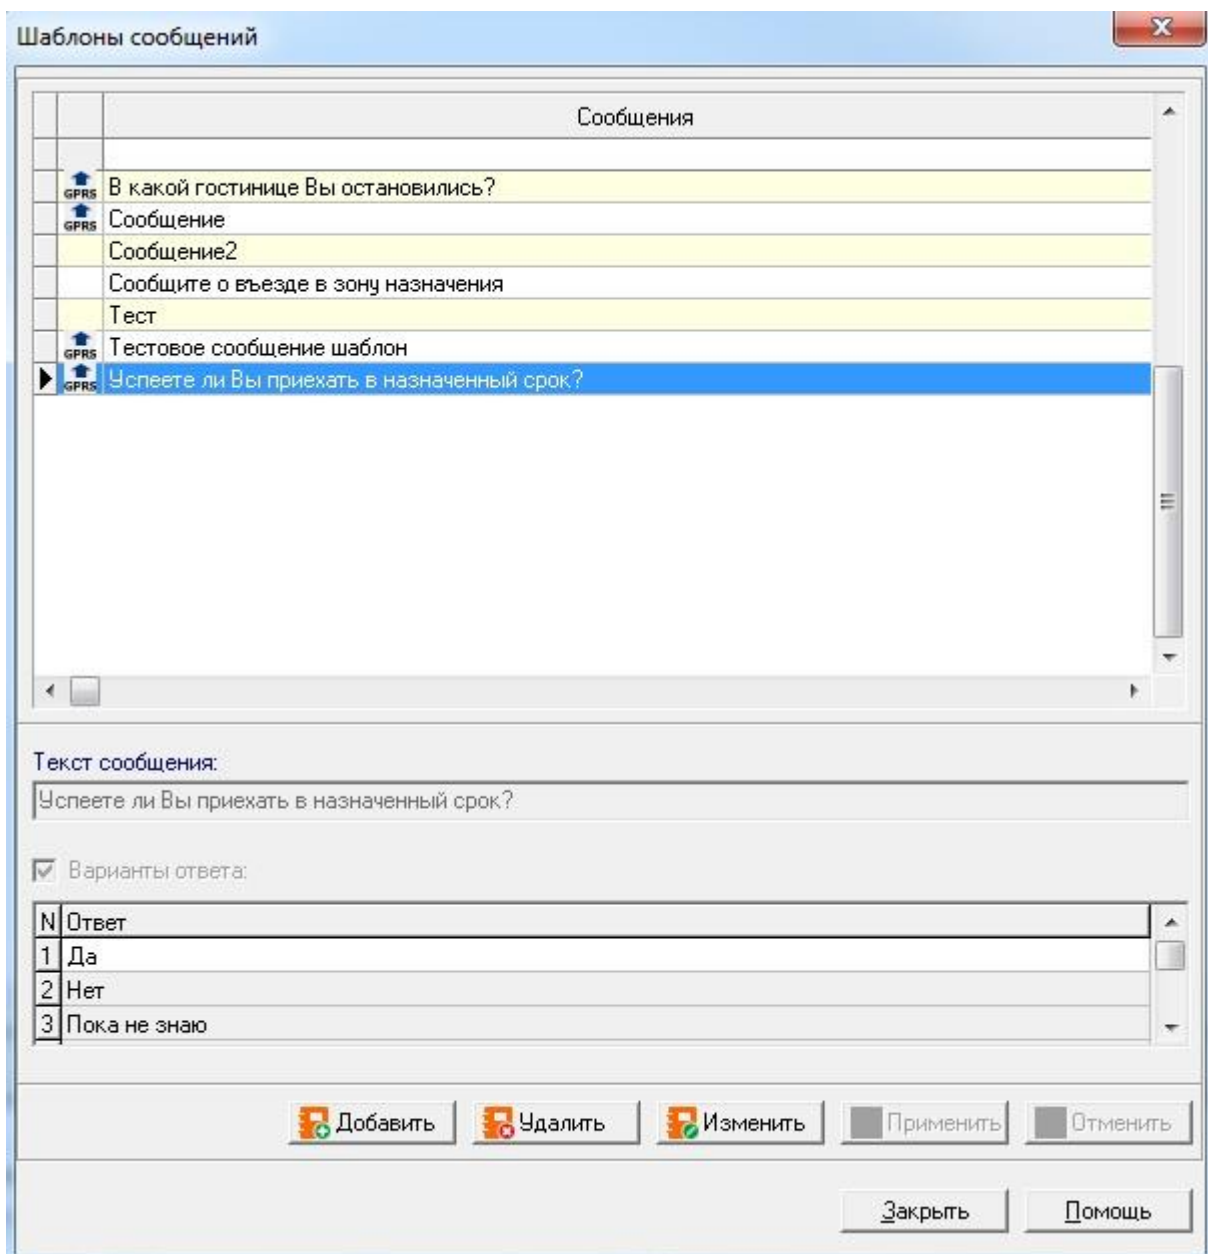 Шаблоны сообщений
Сообщения
GPRS В какой гостинице Вы остановились?
GPRS Сообщение
Сообщение2
Сообщите о въезде в зону назначения
Тест
GPRS Тестовое сообщение шаблон
GPRS Успеете ли Вы приехать в назначенный срок?
Текст сообщения:
Успеете ли Вы приехать в назначенный срок?
Варианты ответа:
N Ответ
1 Да
2 Нет
3 Пока не знаю
Добавить Удалить Изменить Применить Отменить
Закрыть Помощь